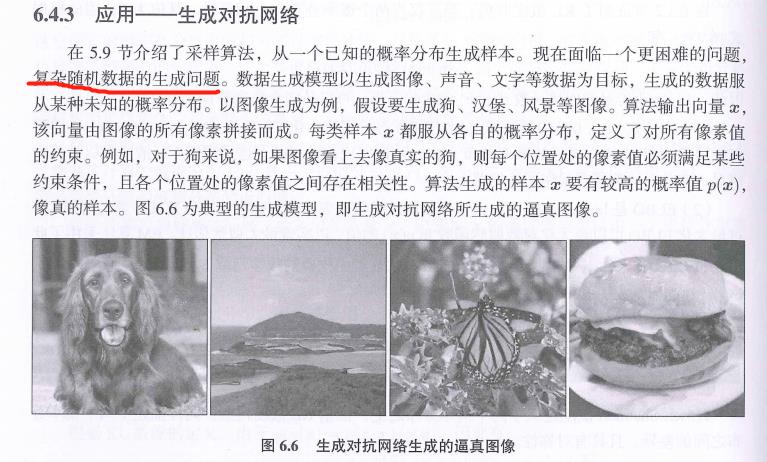 6.4.3 应用——生成对抗网络
在 5.9 节介绍了采样算法，从一个已知的概率分布生成样本。现在面临一个更困难的问题，
复杂随机数据的生成问题。数据生成模型以生成图像、声音、文字等数据为目标，生成的数据服
从某种未知的概率分布。以图像生成为例，假设要生成狗、汉堡、风景等图像。算法输出向量 x，
该向量由图像的所有像素拼接而成。每类样本 x 都服从各自的概率分布，定义了对所有像素值
的约束。例如，对于狗来说，如果图像看上去像真实的狗，则每个位置处的像素值必须满足某些
约束条件，且各个位置处的像素值之间存在相关性。算法生成的样本 x 要有较高的概率值 p(x)，
像真的样本。图 6.6 为典型的生成模型，即生成对抗网络所生成的逼真图像。
图 6.6 生成对抗网络生成的逼真图像